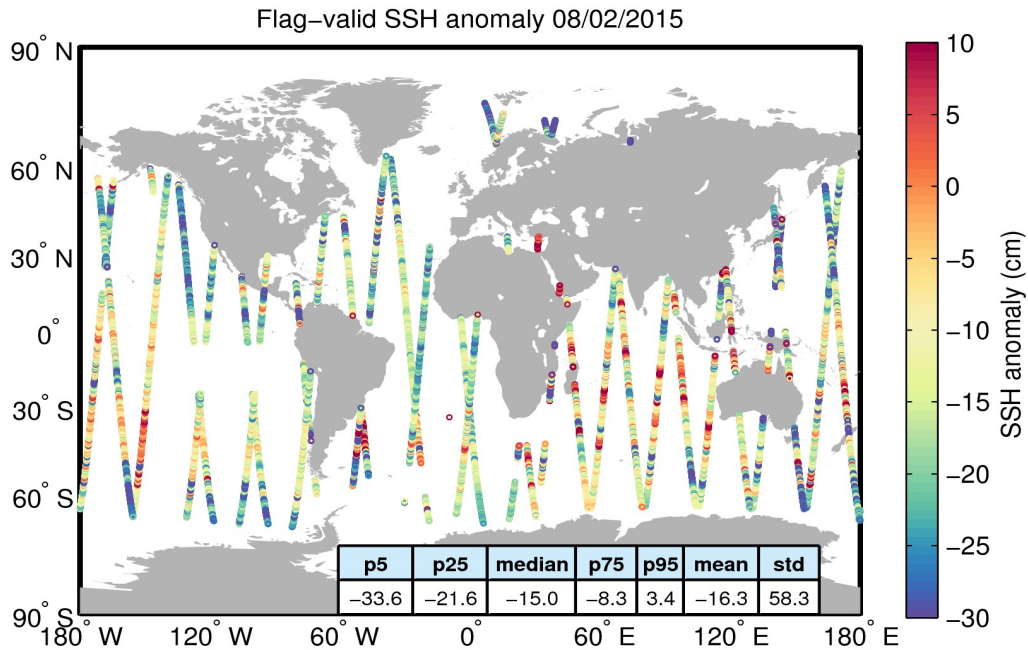 Flag−valid SSH anomaly 08/02/2015
90° N
60° N
30° N
0°
30° S
60° S
90° S
180° W 120° W 60° W 0° 60° E 120° E 180° E
p5 p25 median p75 p95 mean std
−33.6 −21.6 −15.0 −8.3 3.4 −16.3 58.3
10
5
0
−5
−10
−15
−20
−25
−30
SSH anomaly (cm)